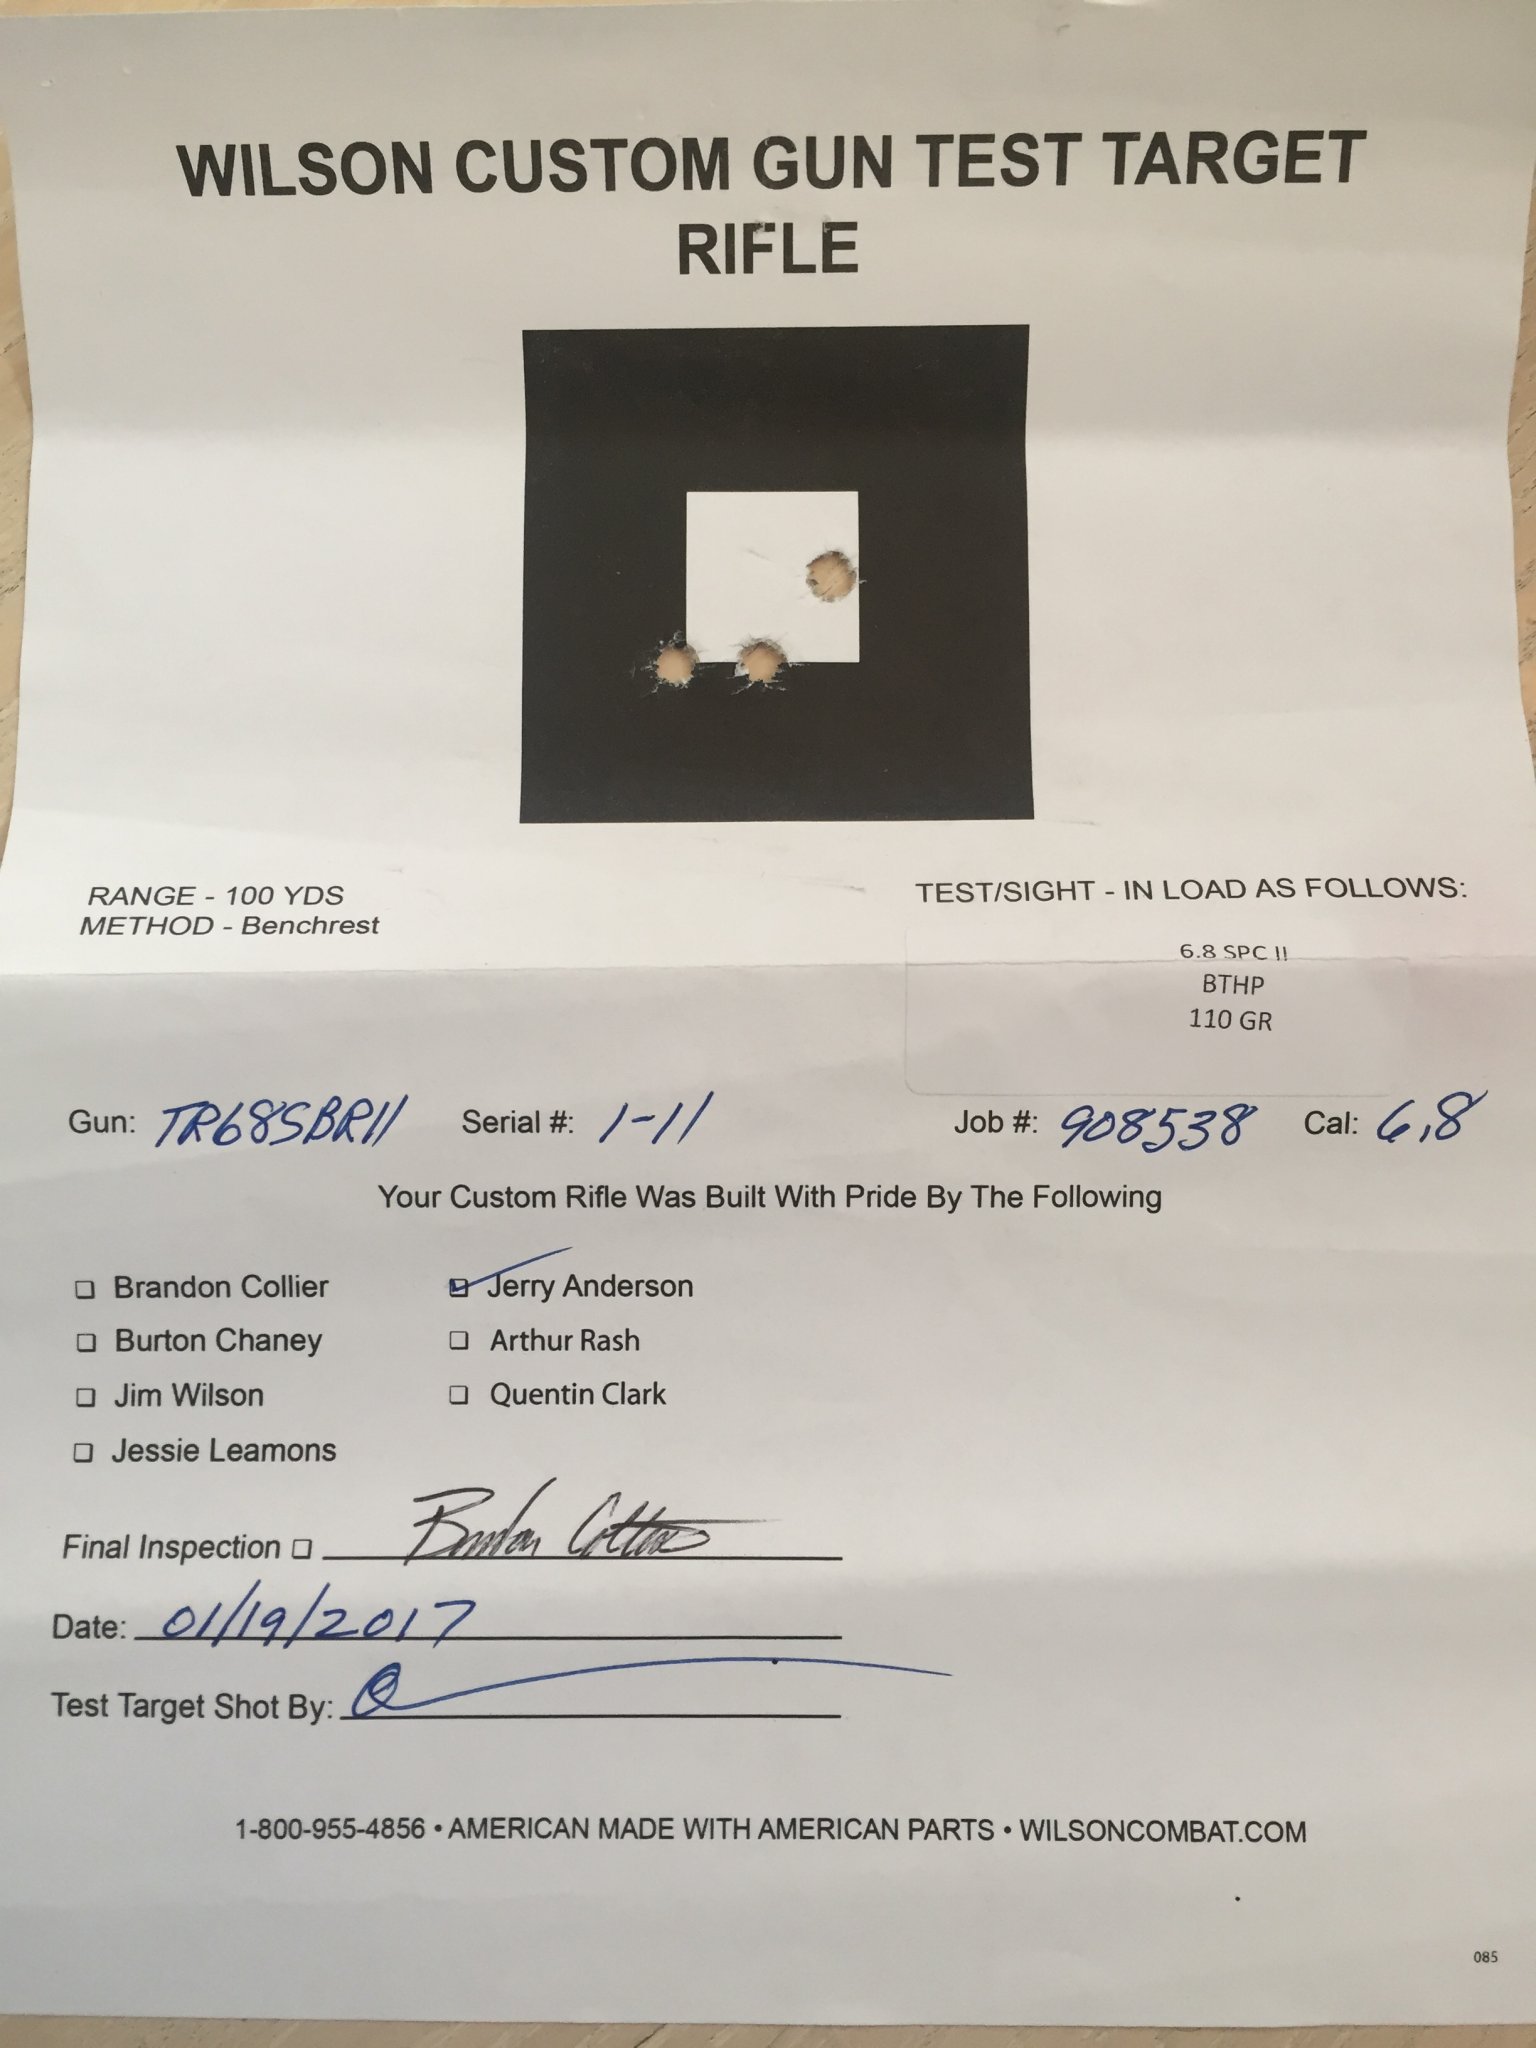 WILSON CUSTOM GUN TEST TARGET
RIFLE
RANGE - 100 YDS
METHOD - Benchrest
TEST/SIGHT - IN LOAD AS FOLLOWS:
6.8 SPC II
BTHP
110 GR
Gun: TR68SBR11 Serial #: 1-11 Job #: 908538 Cal: 6.8
Your Custom Rifle Was Built With Pride By The Following
Brandon Collier Jerry Anderson
Burton Chaney Arthur Rash
Jim Wilson Quentin Clark
Jessie Leamons
Final Inspection
Date: 01/19/2017
Test Target Shot By:
1-800-955-4856 • AMERICAN MADE WITH AMERICAN PARTS • WILSONCOMBAT.COM
085